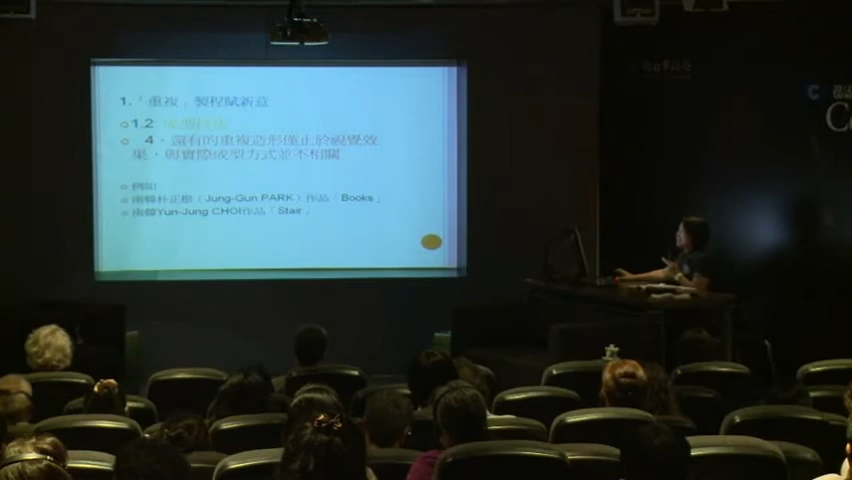 1.「重複」製程賦新意
1.2
4、還有的重複造形僅止於視覺效
果，與實際成型方式並不相關
例如
南韓朴正根（Jung-Gun PARK）作品「Books」
南韓Yun-Jung CHOI作品「Stair」